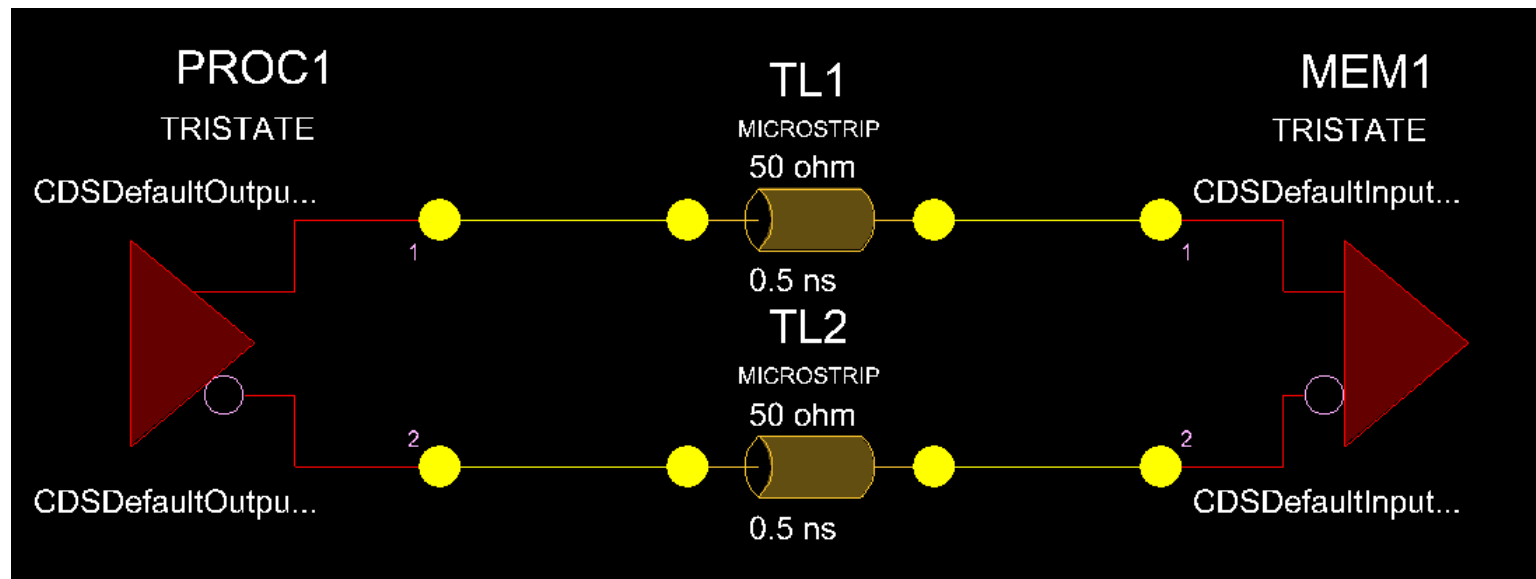 PROC1
TRISTATE
CDSDefaultOutpu...
1
2
CDSDefaultOutpu...
TL1
MICROSTRIP
50 ohm
0.5 ns
TL2
MICROSTRIP
50 ohm
0.5 ns
MEM1
TRISTATE
CDSDefaultInput...
1
2
CDSDefaultInput...